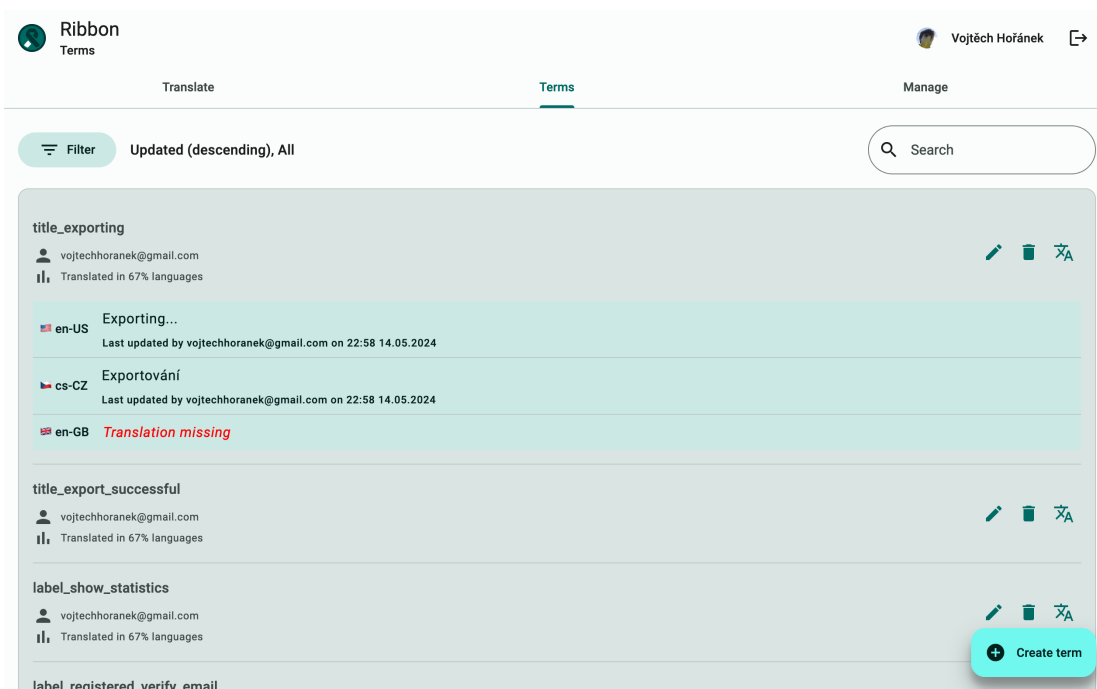 Ribbon
Terms
Vojtěch Hořánek
Translate
Terms
Manage
Filter
Updated (descending), All
Search
title_exporting
vojtechhoranek@gmail.com
Translated in 67% languages
en-US
Exporting...
Last updated by vojtechhoranek@gmail.com on 22:58 14.05.2024
cs-CZ
Exportování
Last updated by vojtechhoranek@gmail.com on 22:58 14.05.2024
en-GB
Translation missing
title_export_successful
vojtechhoranek@gmail.com
Translated in 67% languages
label_show_statistics
vojtechhoranek@gmail.com
Translated in 67% languages
Create term
label_registered_verify_email